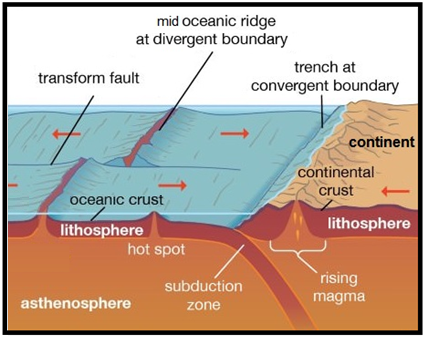 mid oceanic ridge
at divergent boundary
transform fault
trench at
convergent boundary
continent
continental
crust
oceanic crust
lithosphere
lithosphere
hot spot
subduction
zone
rising
magma
asthenosphere